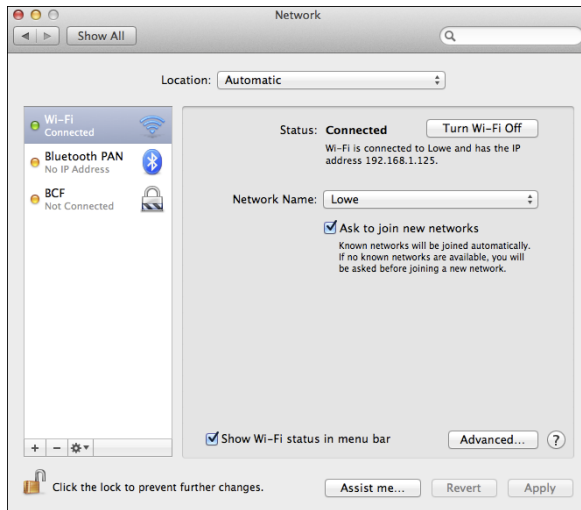 Network
Show All
Location: Automatic
Wi-Fi
Connected
Bluetooth PAN
No IP Address
BCF
Not Connected
Status: Connected Turn Wi-Fi Off
Wi-Fi is connected to Lowe and has the IP
address 192.168.1.125.
Network Name: Lowe
Ask to join new networks
Known networks will be joined automatically.
If no known networks are available, you will
be asked before joining a new network.
Show Wi-Fi status in menu bar Advanced... ?
+ −
Click the lock to prevent further changes. Assist me... Revert Apply